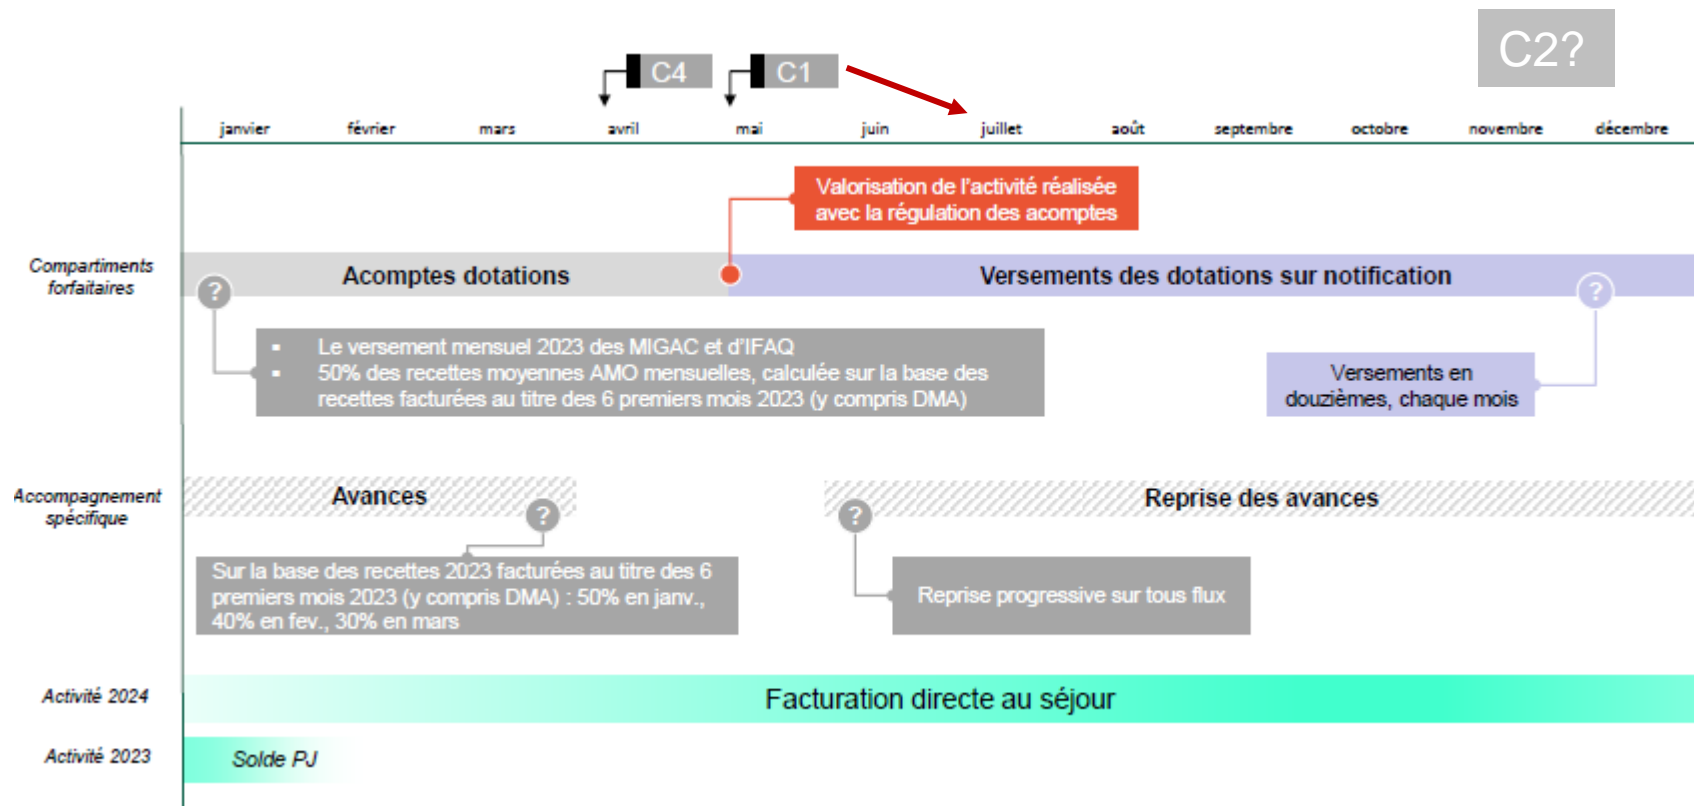 C2?
C4
C1
janvier
février
mars
avril
mai
juin
juillet
août
septembre
octobre
novembre
décembre
Valorisation de l'activité réalisée
avec la régulation des acomptes
Compartiments
forfaitaires
Acomptes dotations
Versements des dotations sur notification
?
?
▪ Le versement mensuel 2023 des MIGAC et d'IFAQ
▪ 50% des recettes moyennes AMO mensuelles, calculée sur la base des
recettes facturées au titre des 6 premiers mois 2023 (y compris DMA)
Versements en
douzièmes, chaque mois
Accompagnement
spécifique
Avances
Reprise des avances
?
?
Sur la base des recettes 2023 facturées au titre des 6
premiers mois 2023 (y compris DMA) : 50% en janv.,
40% en fev., 30% en mars
Reprise progressive sur tous flux
Activité 2024
Facturation directe au séjour
Activité 2023
Solde PJ